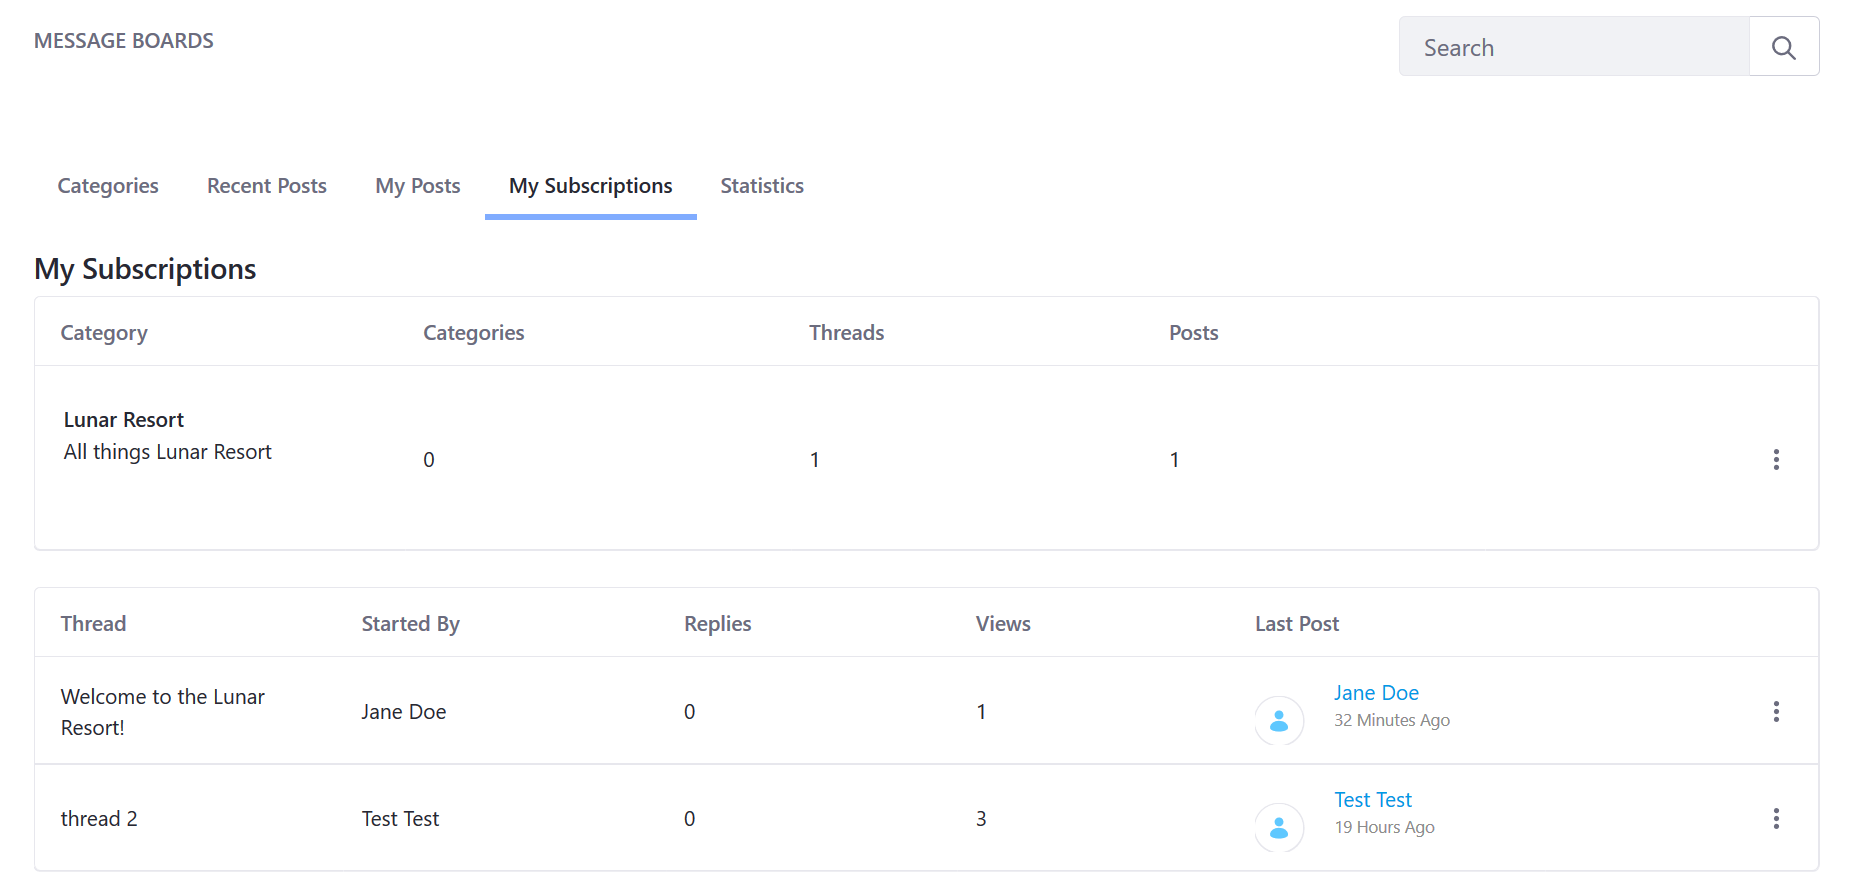 MESSAGE BOARDS
Search
Categories Recent Posts My Posts My Subscriptions Statistics
My Subscriptions
Category Categories Threads Posts
Lunar Resort
All things Lunar Resort
0 1 1
Thread Started By Replies Views Last Post
Welcome to the Lunar
Resort!
Jane Doe 0 1
Jane Doe
32 Minutes Ago
thread 2 Test Test 0 3
Test Test
19 Hours Ago